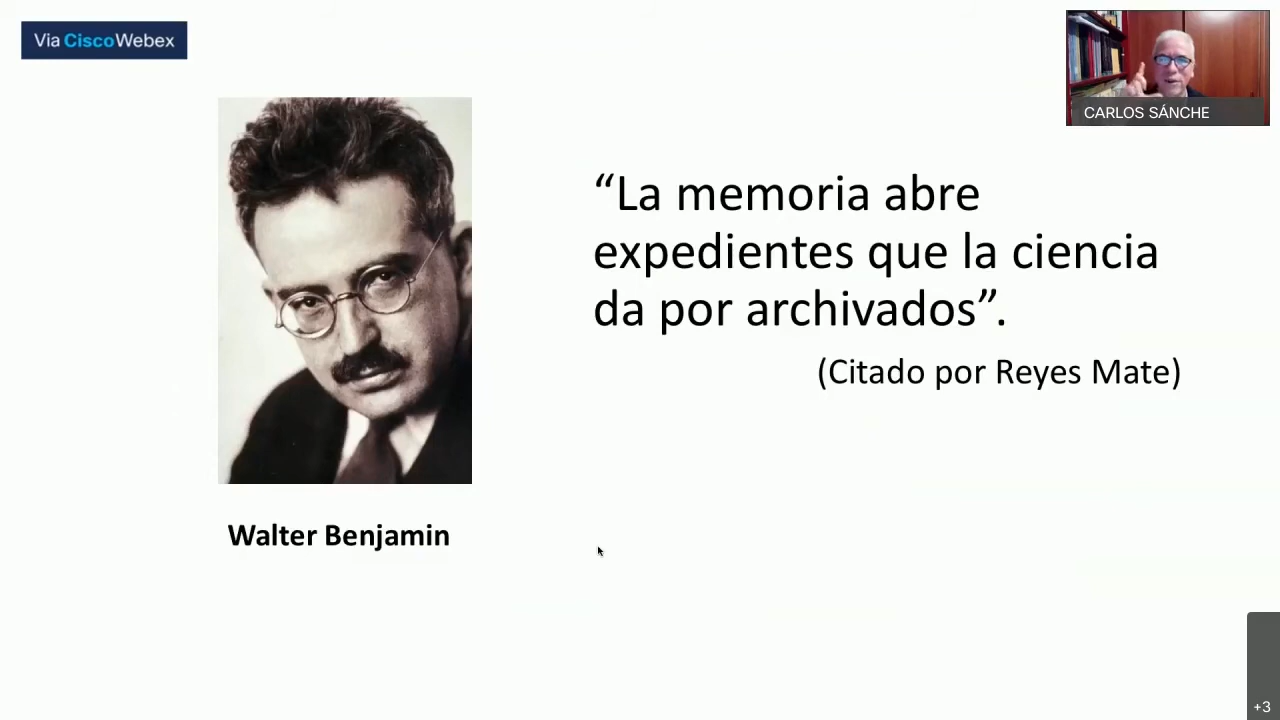 Via CiscoWebex
CARLOS SÁNCHE
“La memoria abre
expedientes que la ciencia
da por archivados”.
(Citado por Reyes Mate)
Walter Benjamin
+3